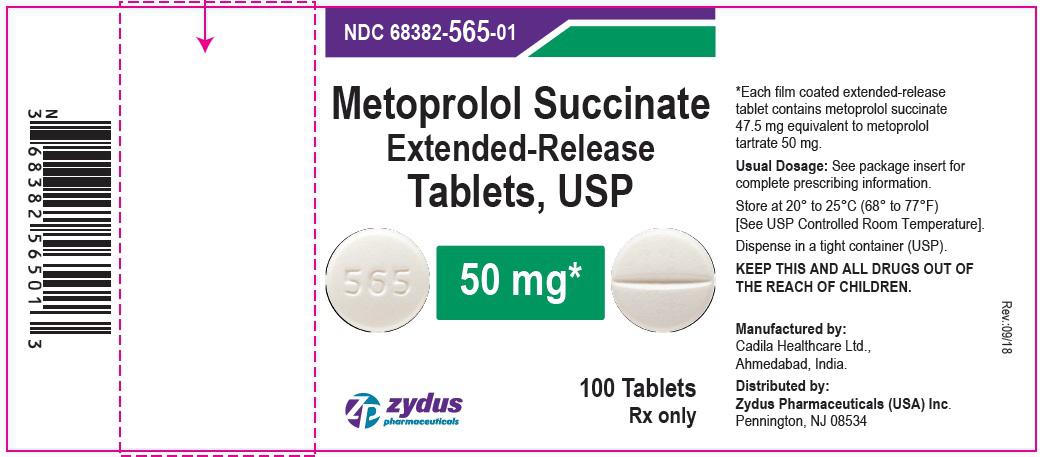 N
3 68382 56501 3
NDC 68382-565-01
Metoprolol Succinate
Extended-Release
Tablets, USP
565
50 mg*
100 Tablets
Rx only
zydus
pharmaceuticals
*Each film coated extended-release
tablet contains metoprolol succinate
47.5 mg equivalent to metoprolol
tartrate 50 mg.
Usual Dosage: See package insert for
complete prescribing information.
Store at 20° to 25°C (68° to 77°F)
[See USP Controlled Room Temperature].
Dispense in a tight container (USP).
KEEP THIS AND ALL DRUGS OUT OF
THE REACH OF CHILDREN.
Manufactured by:
Cadila Healthcare Ltd.,
Ahmedabad, India.
Distributed by:
Zydus Pharmaceuticals (USA) Inc.
Pennington, NJ 08534
Rev.:09/18